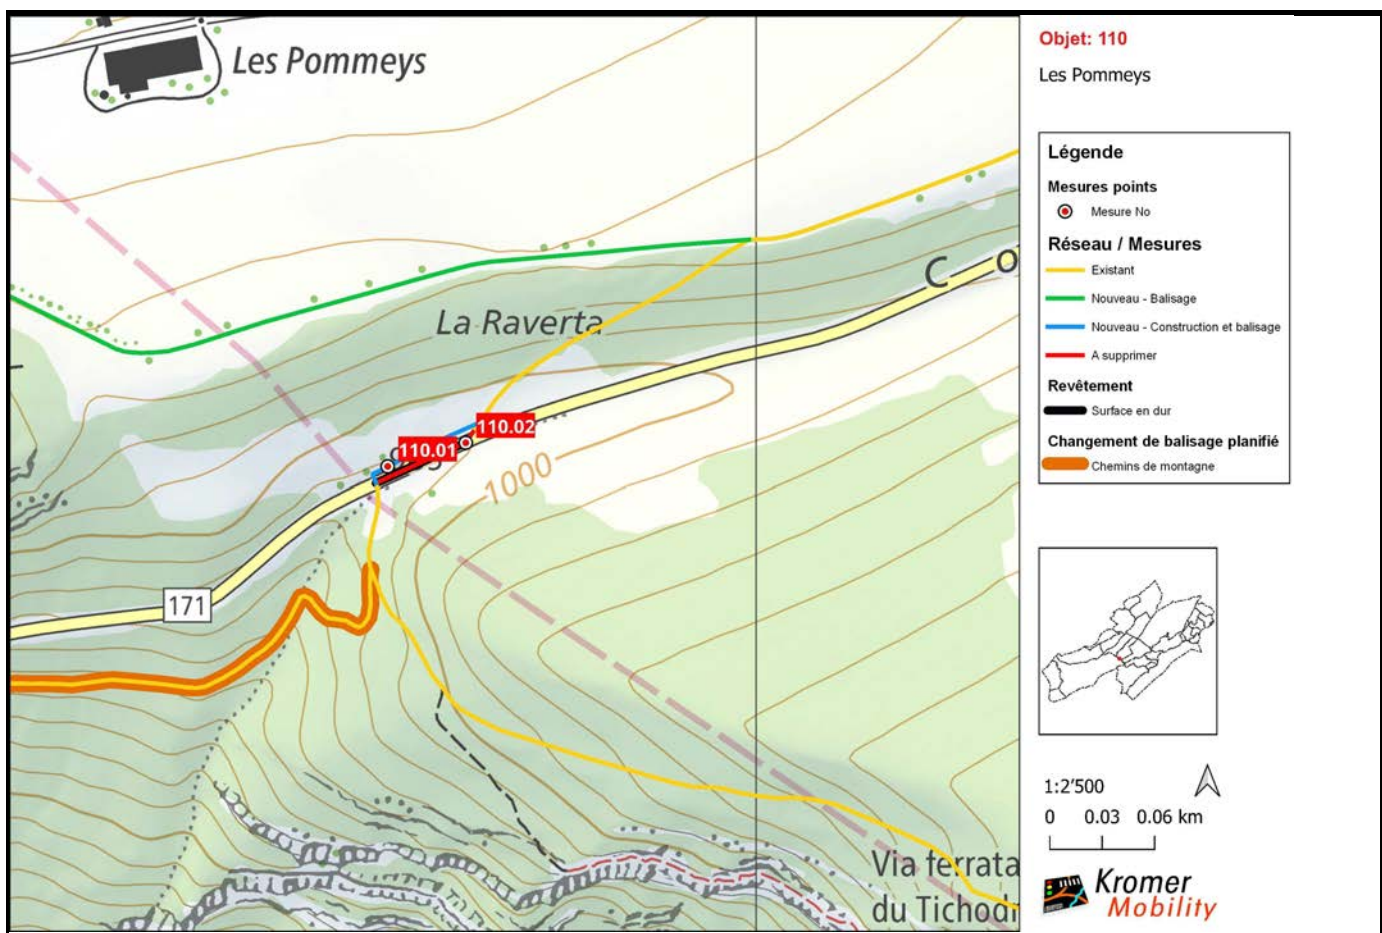 Les Pommeys
La Raverta
C o
110.02
110.01
1000
171
Via ferrata
du Tichodr
Objet: 110
Les Pommeys
Légende
Mesures points
Mesure No
Réseau / Mesures
Existant
Nouveau - Balisage
Nouveau - Construction et balisage
A supprimer
Revêtement
Surface en dur
Changement de balisage planifié
Chemins de montagne
1:2'500
0 0.03 0.06 km
Kromer
Mobility